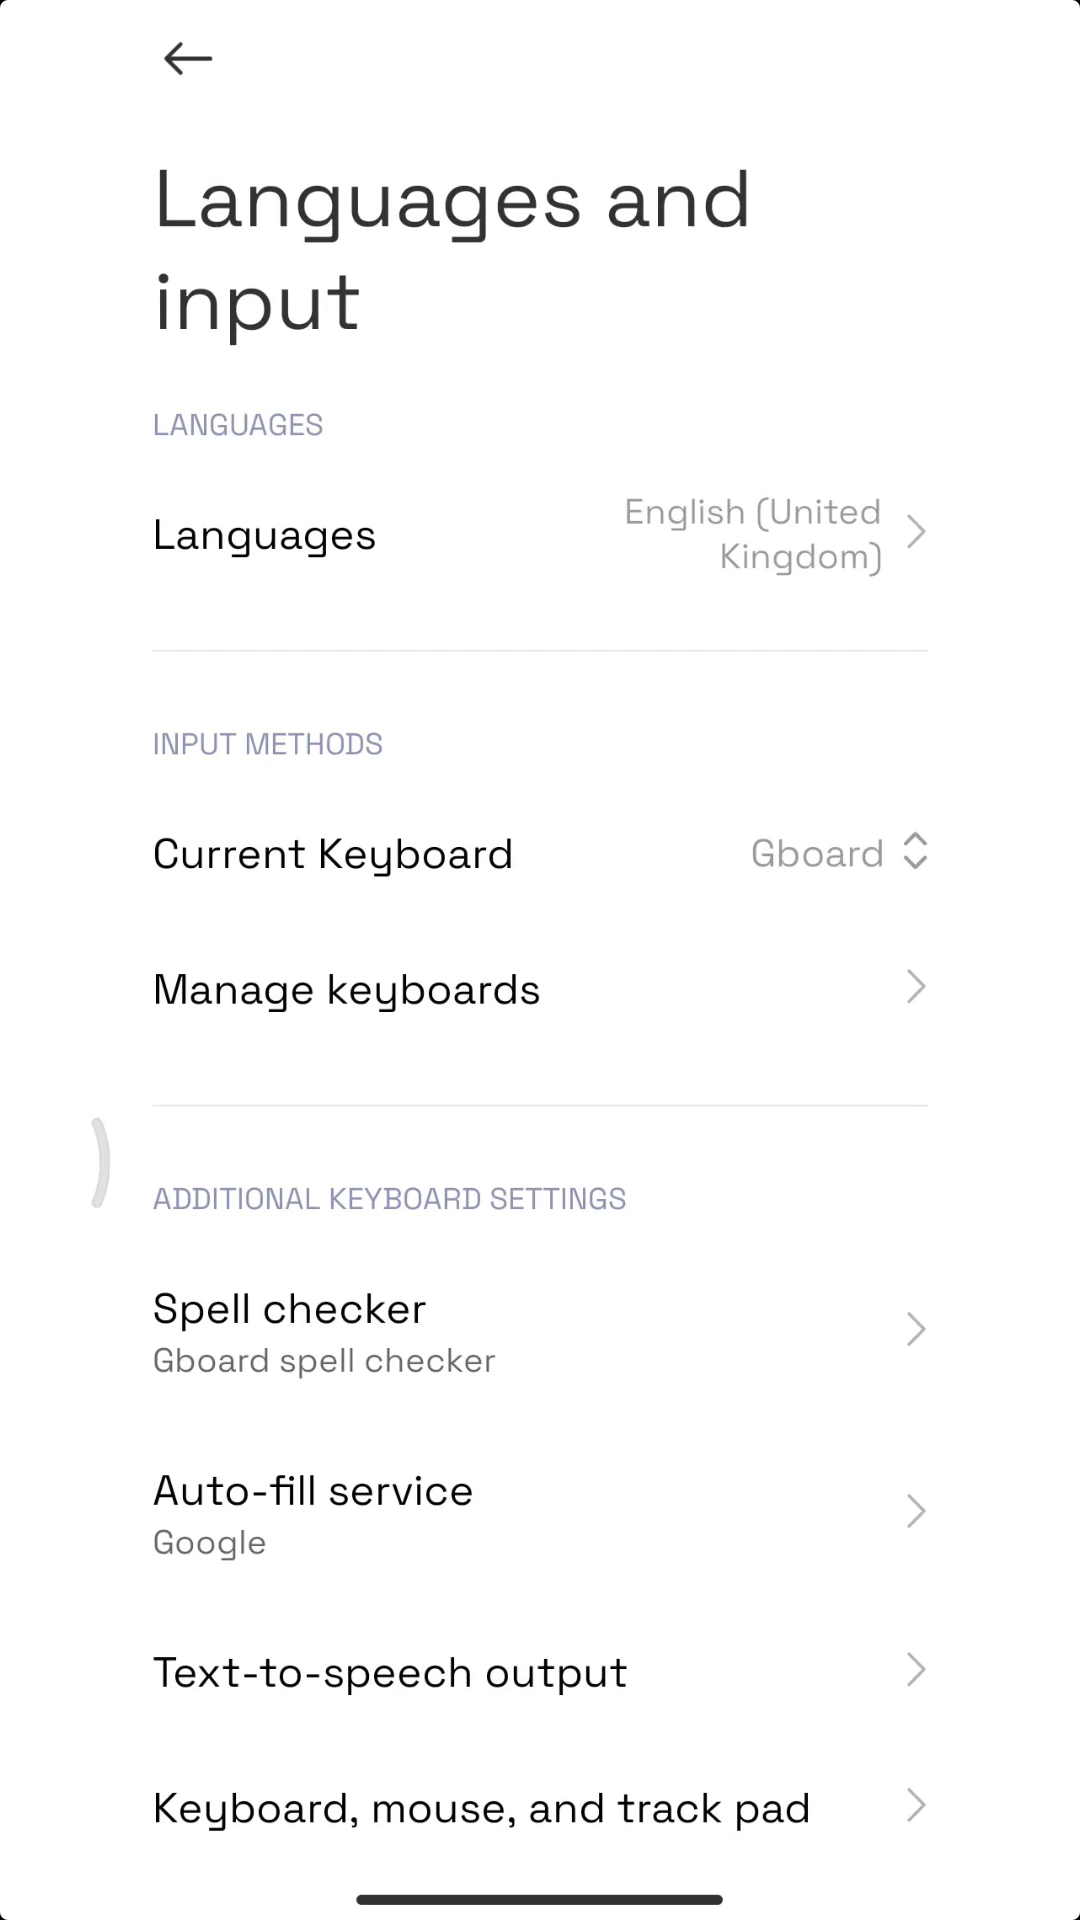 Languages and
input
LANGUAGES
Languages
English (United
Kingdom)
INPUT METHODS
Current Keyboard
Gboard
Manage keyboards
ADDITIONAL KEYBOARD SETTINGS
Spell checker
Gboard spell checker
Auto-fill service
Google
Text-to-speech output
Keyboard, mouse, and track pad